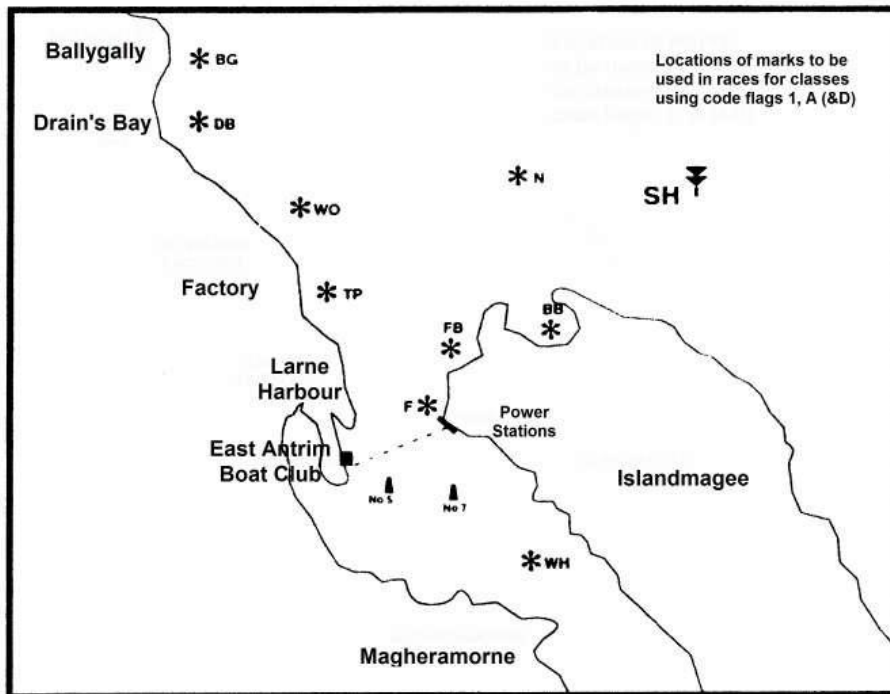 Ballygally
BG
Locations of marks to be
used in races for classes
using code flags 1, A (&D)
Drain's Bay
DB
N
SH
WO
Factory
TP
BB
FB
Larne
Harbour
F
Power
Stations
East Antrim
Boat Club
Islandmagee
No 5
No 7
WH
Magheramorne